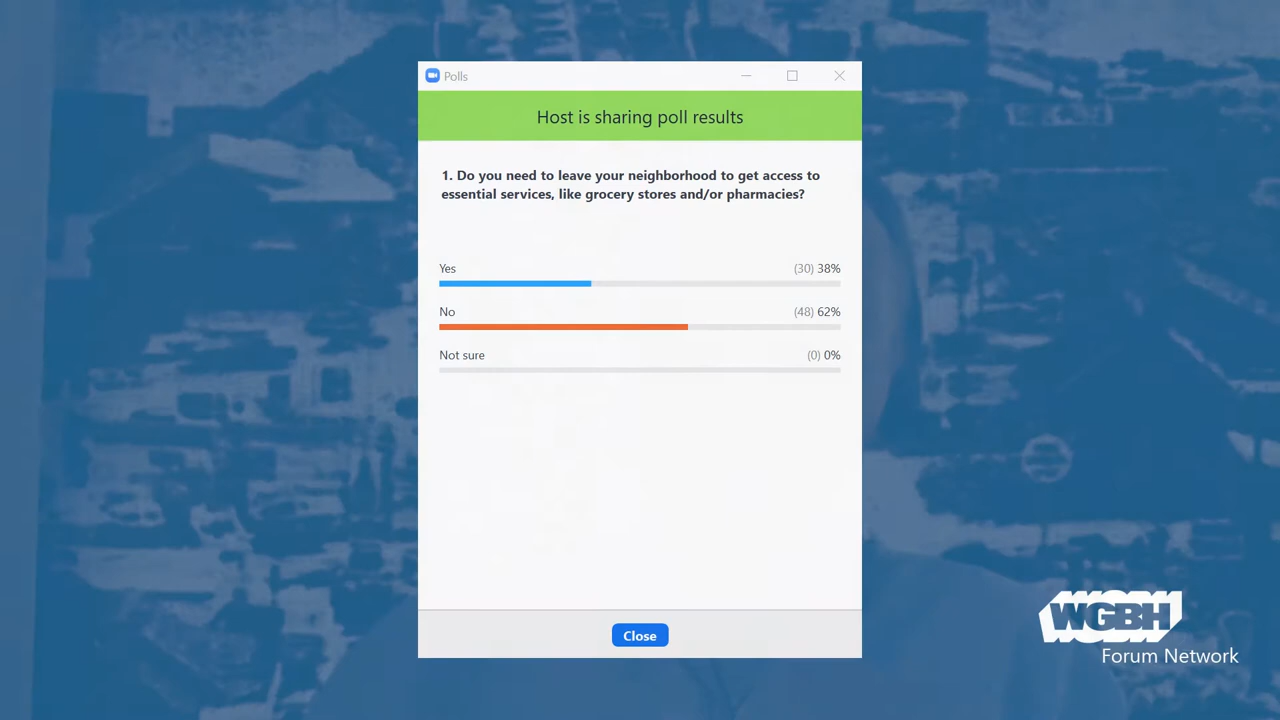 Polls
Host is sharing poll results
1. Do you need to leave your neighborhood to get access to
essential services, like grocery stores and/or pharmacies?
Yes (30) 38%
No (48) 62%
Not sure (0) 0%
Close
WGBH
Forum Network